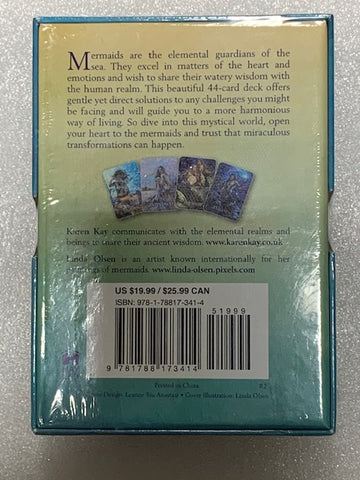 Mermaids are the elemental guardians of the
sea. They excel in matters of the heart and
emotions and wish to share their watery wisdom with
the human realm. This beautiful 44-card deck offers
gentle yet direct solutions to any challenges you might
be facing and will guide you to a more harmonious
way of living. So dive into this mystical world, open
your heart to the mermaids and trust that miraculous
transformations can happen.
Karen Kay communicates with the elemental realms and
beings to share their ancient wisdom. www.karenkay.co.uk
Linda Olsen is an artist known internationally for her
paintings of mermaids. www.linda-olsen.pixels.com
US $19.99 / $25.99 CAN
ISBN: 978-1-78817-341-4
51999
9 781788 173414
Printed in China
Design: Leanne Siu Anastasi • Cover Illustration: Linda Olsen